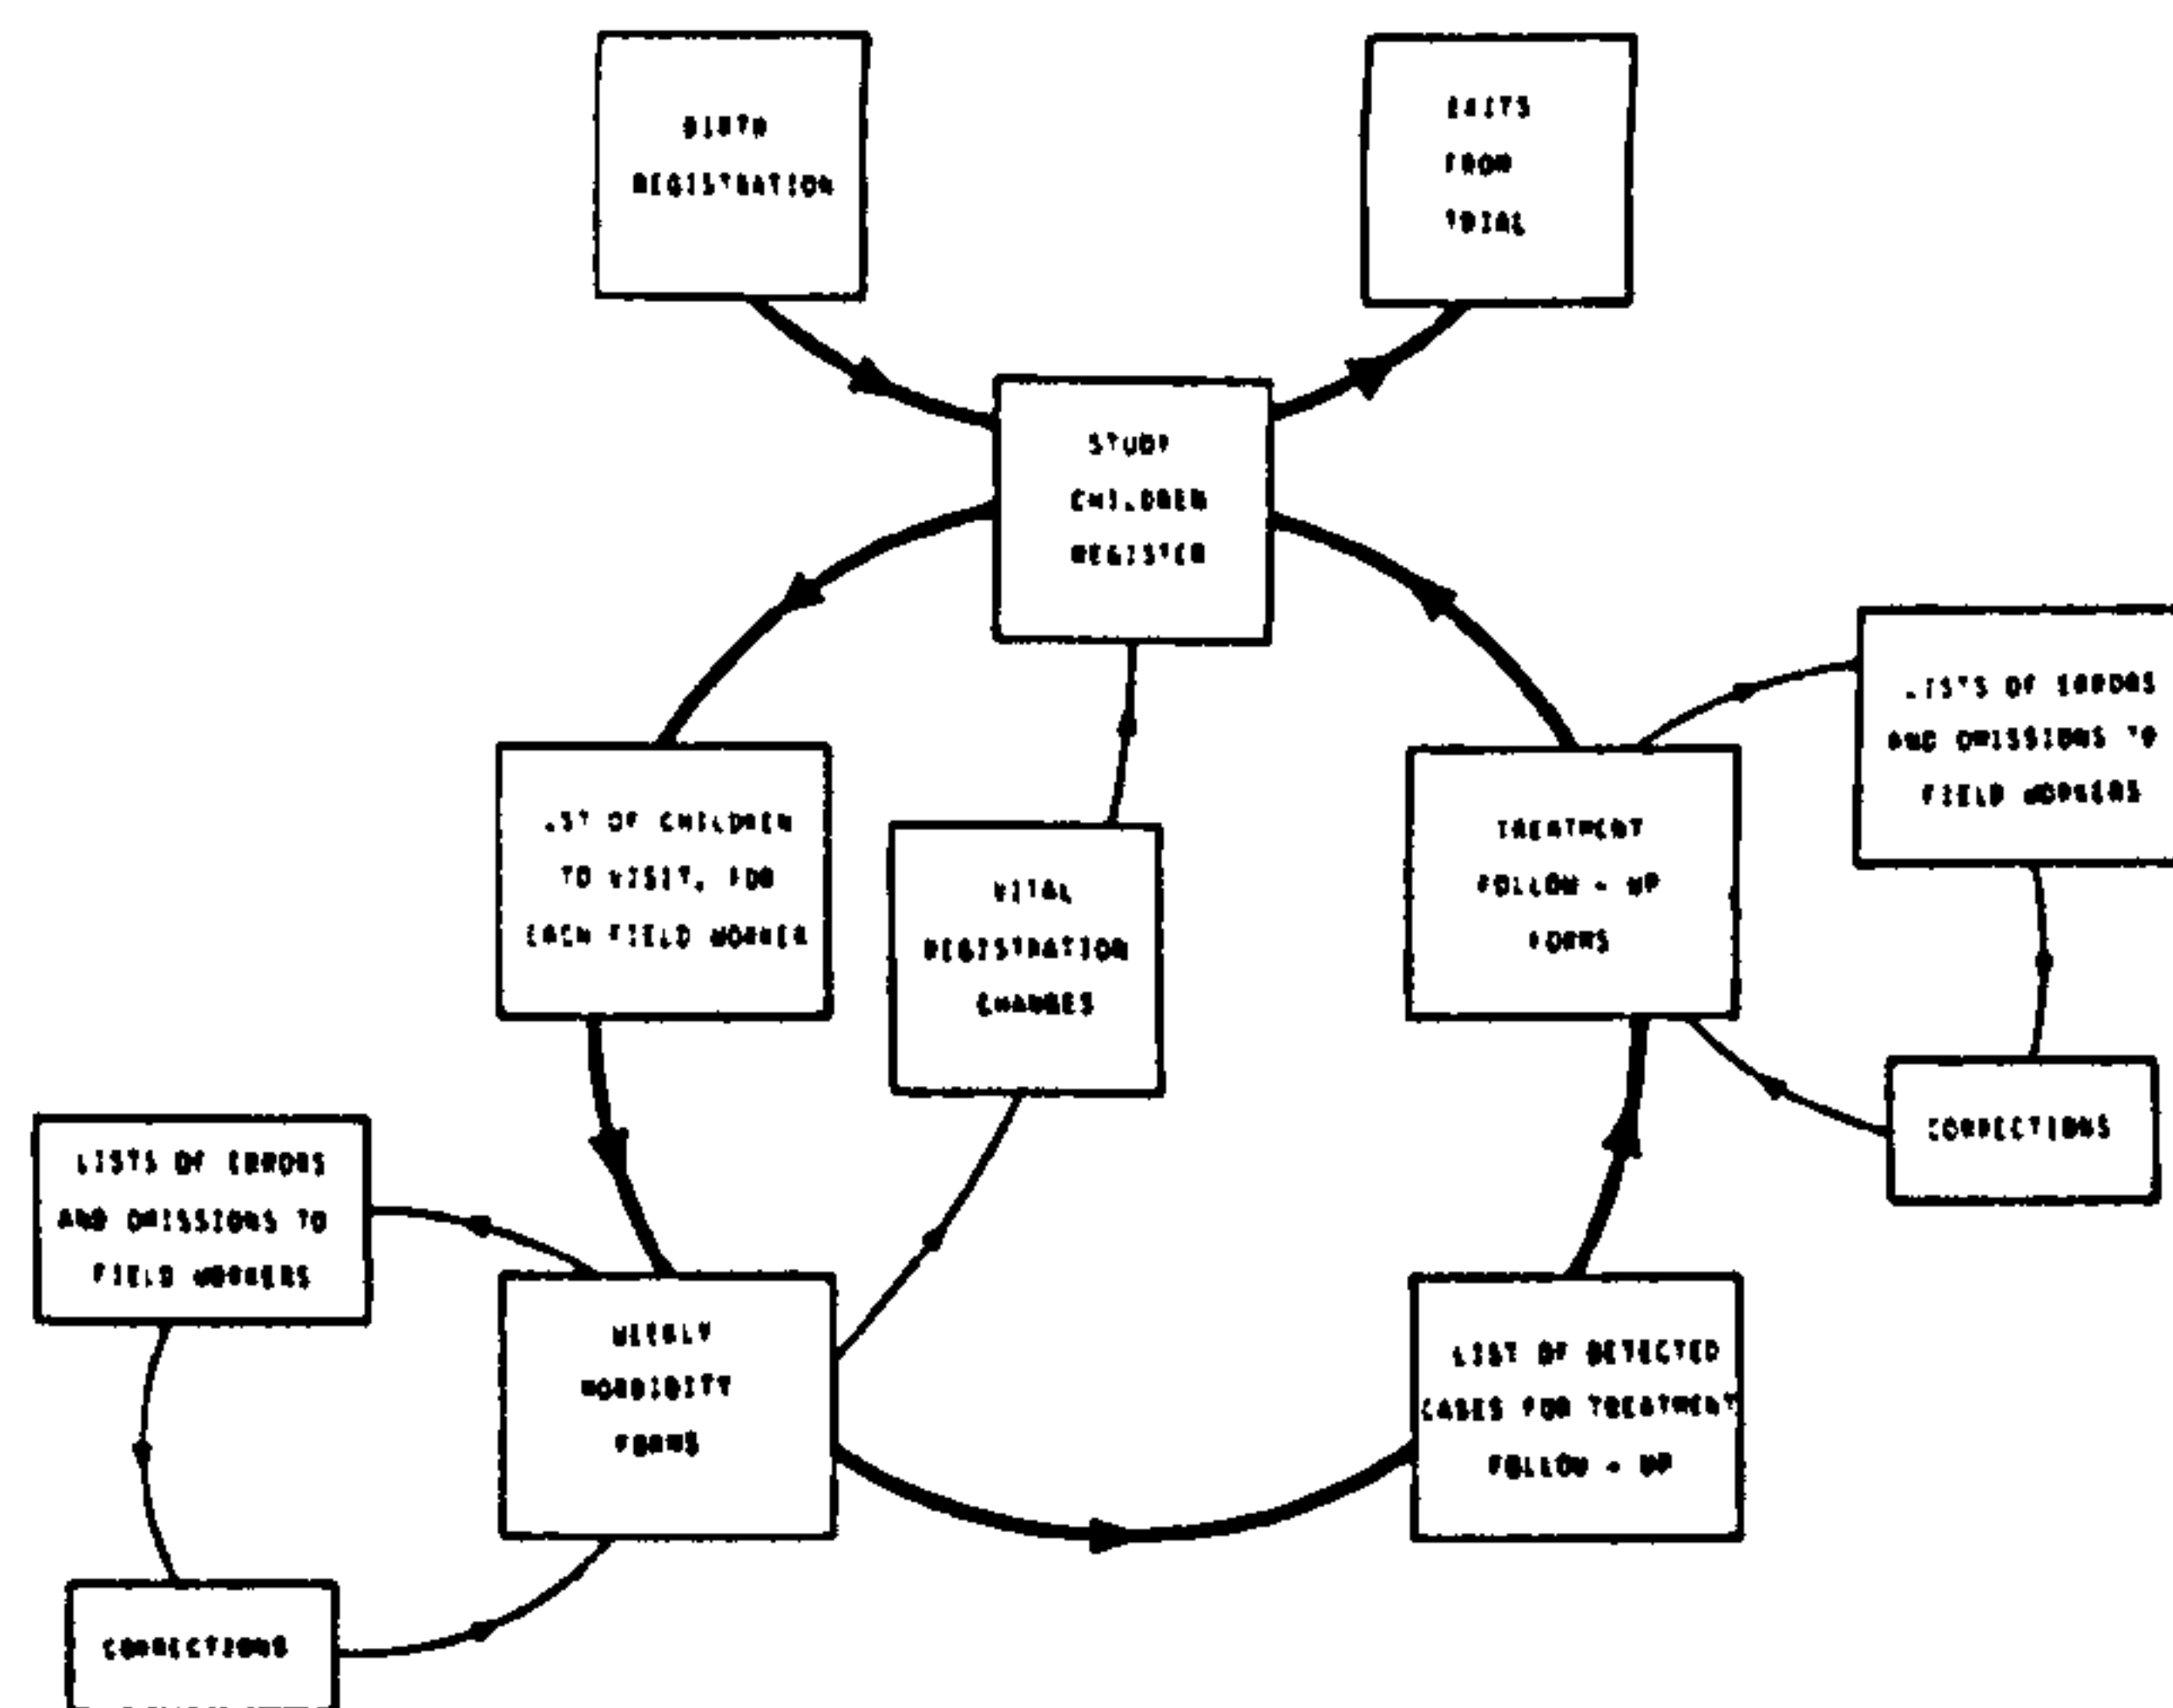 BIRTH
REGISTRATION
EXITS
FROM
TRIAL
STUDY
CHILDREN
REGISTER
LIST OF CHILDREN
TO VISIT, FOR
EACH FIELD WORKER
VITAL
REGISTRATION
CHANGES
TREATMENT
FOLLOW - UP
FORMS
LISTS OF ERRORS
AND OMISSIONS TO
FIELD WORKERS
CORRECTIONS
LISTS OF ERRORS
AND OMISSIONS TO
FIELD WORKERS
WEEKLY
MORBIDITY
FORMS
LIST OF DETECTED
CASES FOR TREATMENT
FOLLOW - UP
CORRECTIONS